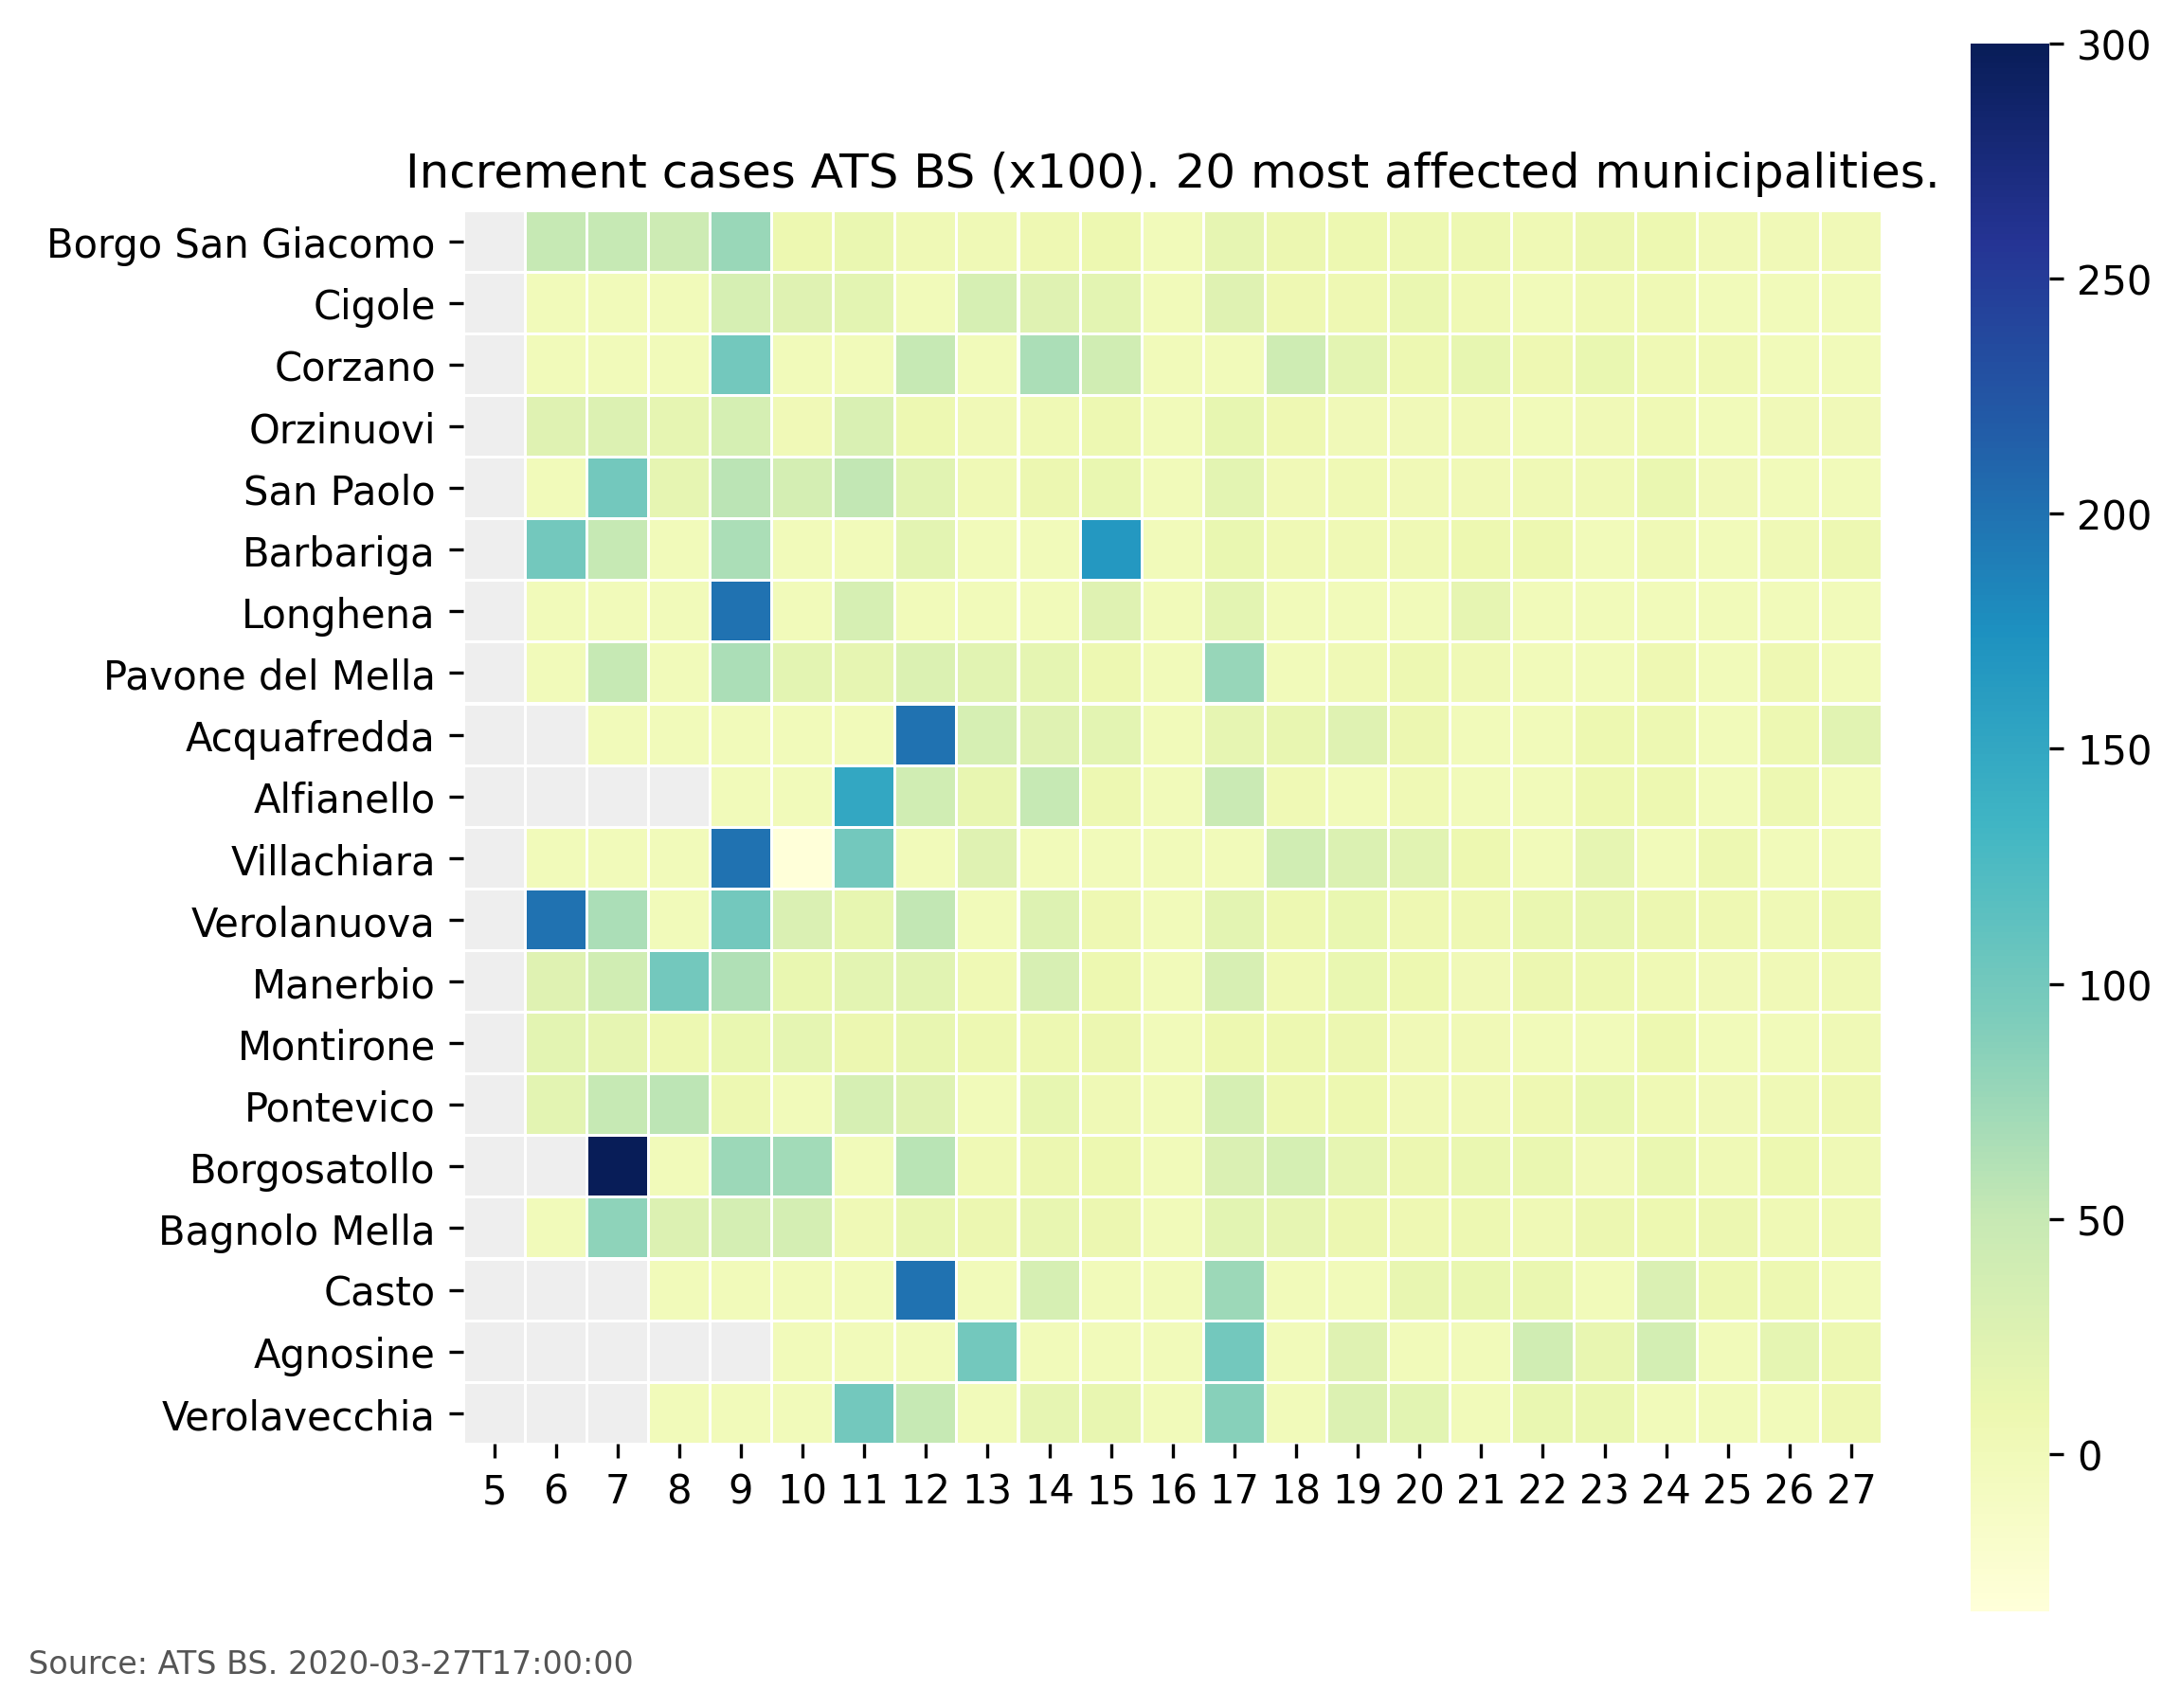 Increment cases ATS BS (x100). 20 most affected municipalities.
Borgo San Giacomo
Cigole
Corzano
Orzinuovi
San Paolo
Barbariga
Longhena
Pavone del Mella
Acquafredda
Alfianello
Villachiara
Verolanuova
Manerbio
Montirone
Pontevico
Borgosatollo
Bagnolo Mella
Casto
Agnosine
Verolavecchia
5 6 7 8 9 10 11 12 13 14 15 16 17 18 19 20 21 22 23 24 25 26 27
300
250
200
150
100
50
0
Source: ATS BS. 2020-03-27T17:00:00